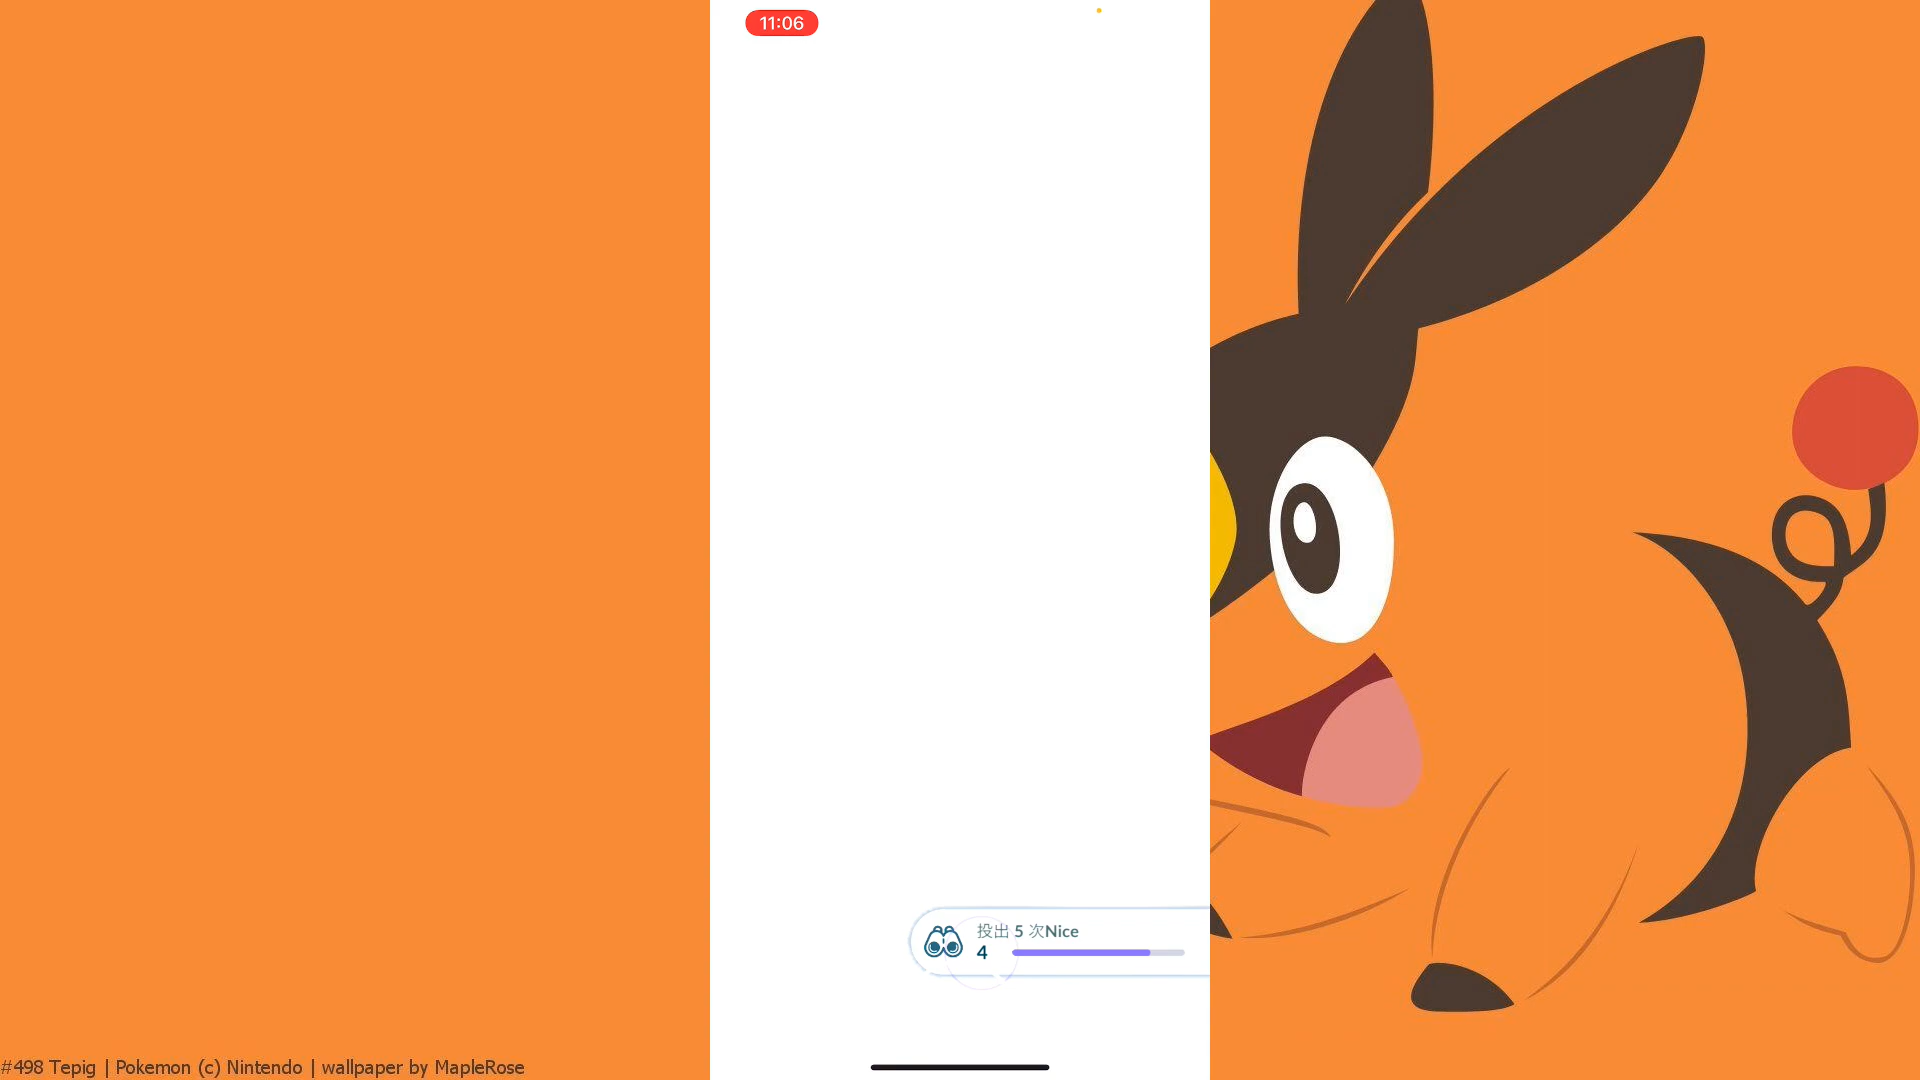 11:06
投出 5 次Nice
4
#498 Tepig | Pokemon (c) Nintendo | wallpaper by MapleRose